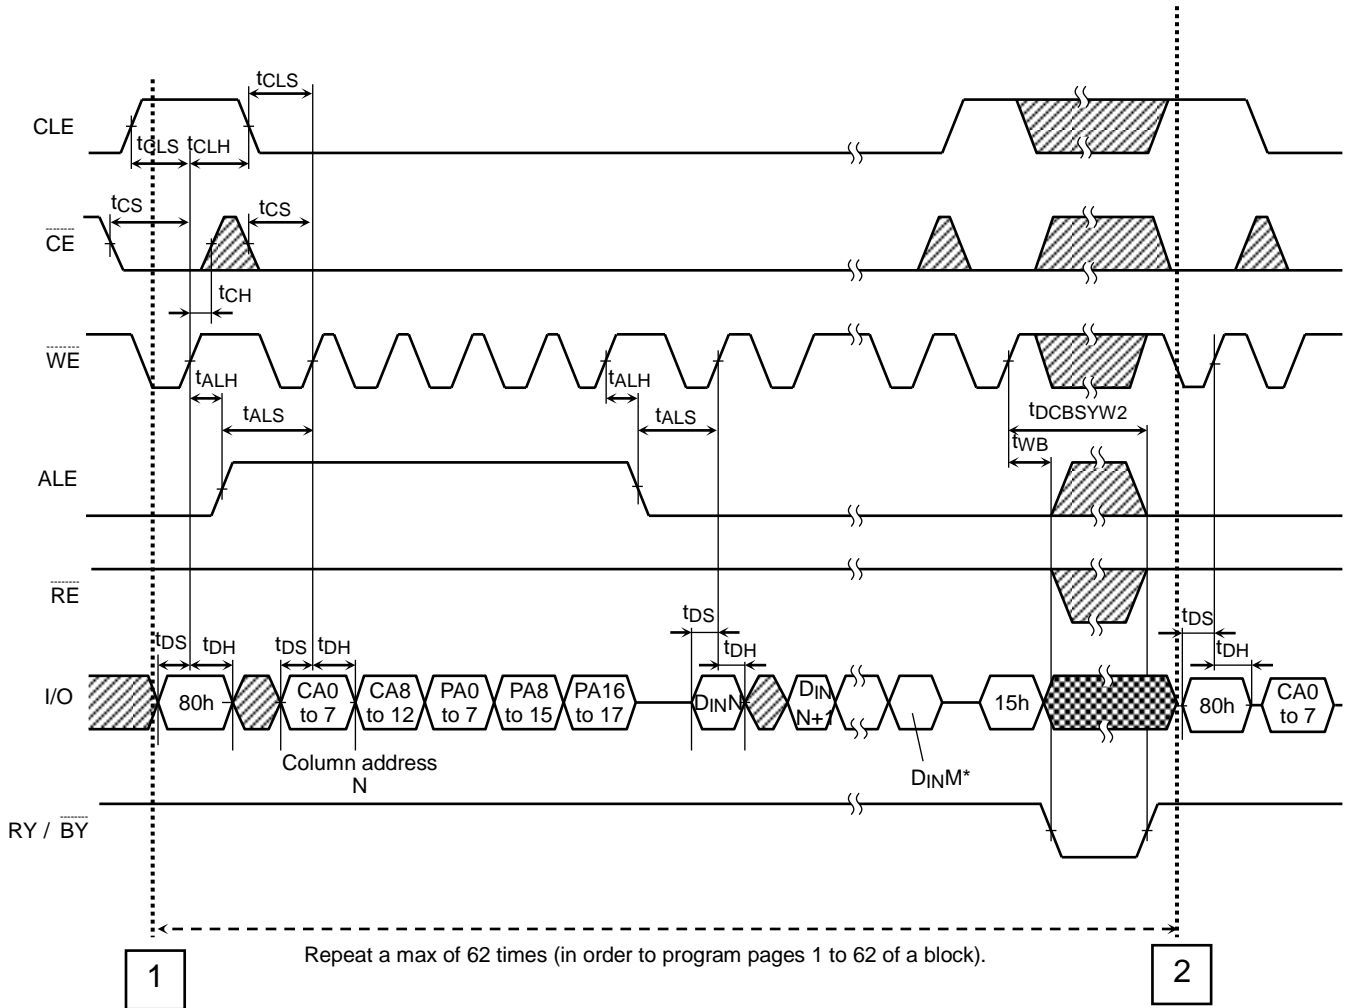 tCLS
CLE
tCLS
tCLH
tCS
tCS
CE
tCH
WE
tALH
tALH
tALS
tALS
tDCBSYW2
tWB
ALE
RE
tDS
tDH
tDS
tDH
tDS
tDH
tDS
tDH
I/O
80h
CA0
to 7
CA8
to 12
PA0
to 7
PA8
to 15
PA16
to 17
DINN
DIN
N+1
15h
80h
CA0
to 7
Column address
N
DINM*
RY / BY
Repeat a max of 62 times (in order to program pages 1 to 62 of a block).
1
2